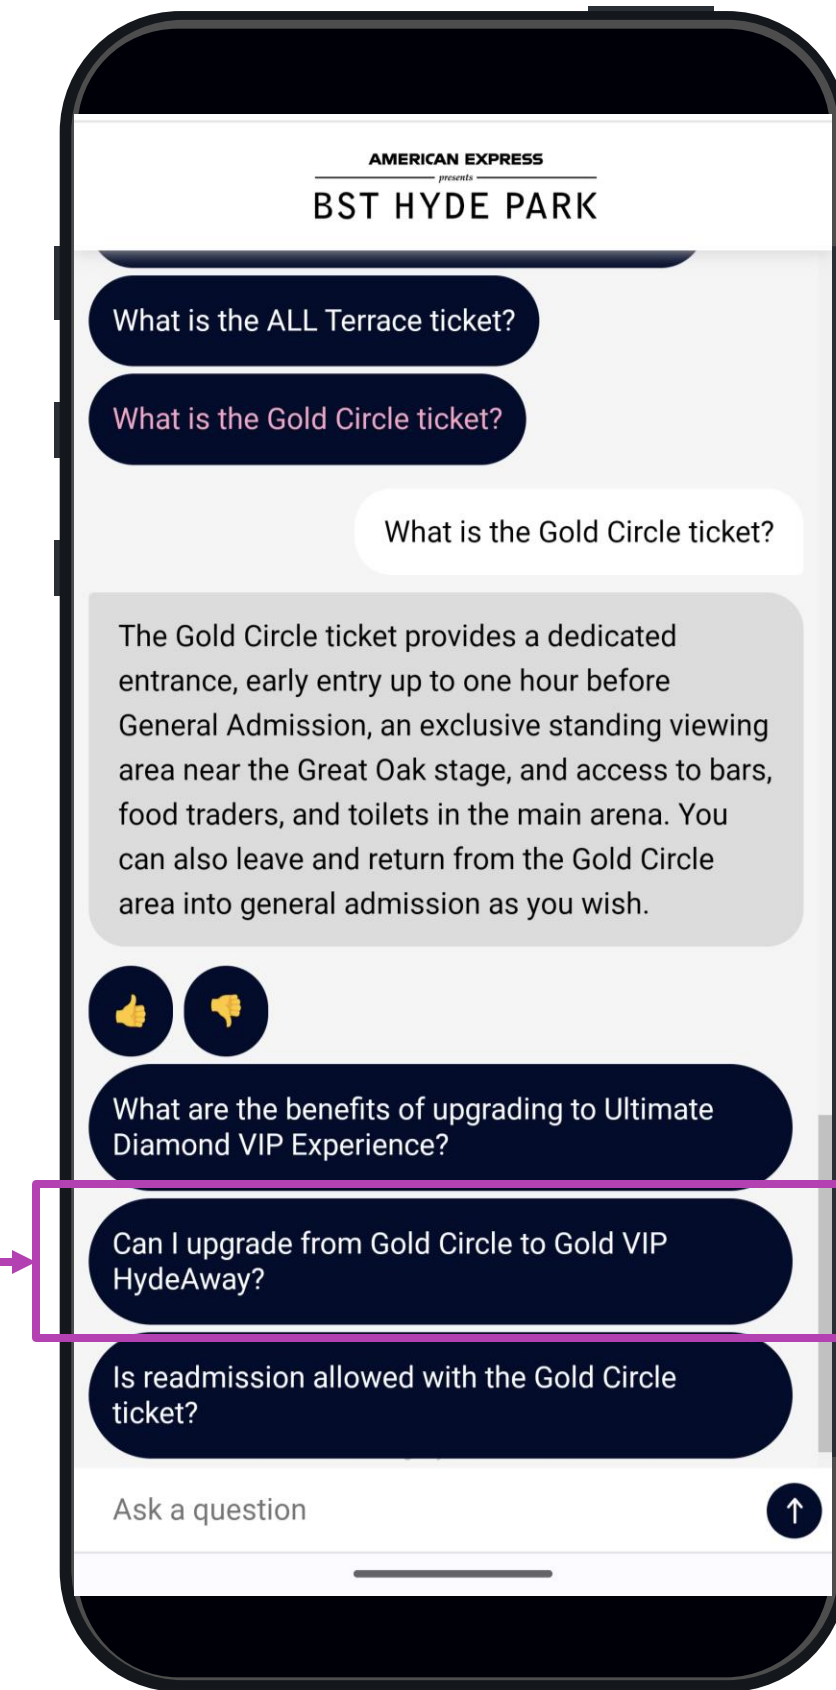 AMERICAN EXPRESS
presents
BST HYDE PARK
What is the ALL Terrace ticket?
What is the Gold Circle ticket?
What is the Gold Circle ticket?
The Gold Circle ticket provides a dedicated
entrance, early entry up to one hour before
General Admission, an exclusive standing viewing
area near the Great Oak stage, and access to bars,
food traders, and toilets in the main arena. You
can also leave and return from the Gold Circle
area into general admission as you wish.
What are the benefits of upgrading to Ultimate
Diamond VIP Experience?
Can I upgrade from Gold Circle to Gold VIP
HydeAway?
Is readmission allowed with the Gold Circle
ticket?
Ask a question